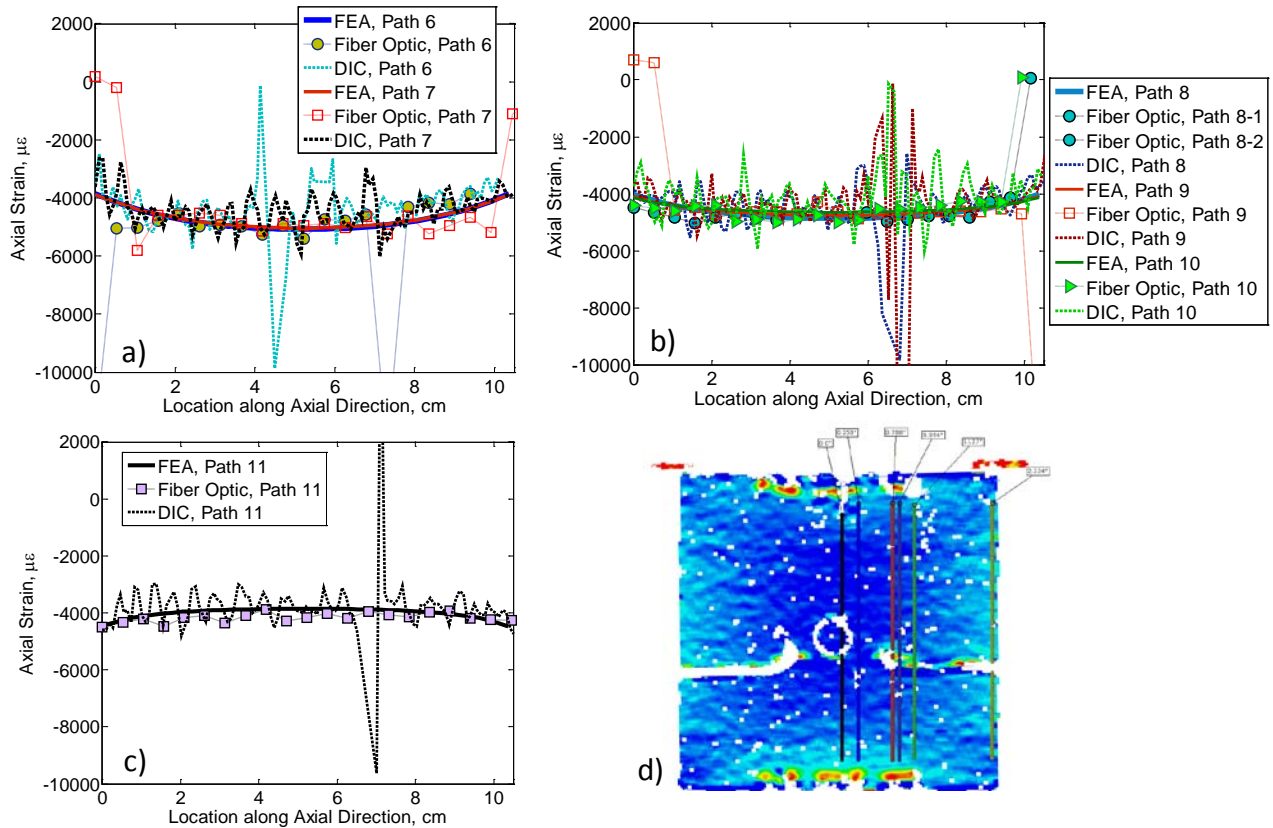 2000
0
-2000
-4000
-6000
-8000
-10000
0
2
4
6
8
10
Axial Strain, με
Location along Axial Direction, cm
FEA, Path 6
Fiber Optic, Path 6
DIC, Path 6
FEA, Path 7
Fiber Optic, Path 7
DIC, Path 7
a)
2000
0
-2000
-4000
-6000
-8000
-10000
0
2
4
6
8
10
Axial Strain, με
Location along Axial Direction, cm
FEA, Path 8
Fiber Optic, Path 8-1
Fiber Optic, Path 8-2
DIC, Path 8
FEA, Path 9
Fiber Optic, Path 9
DIC, Path 9
FEA, Path 10
Fiber Optic, Path 10
DIC, Path 10
b)
2000
0
-2000
-4000
-6000
-8000
-10000
0
2
4
6
8
10
Axial Strain, με
Location along Axial Direction, cm
FEA, Path 11
Fiber Optic, Path 11
DIC, Path 11
c)
0.0"
d)